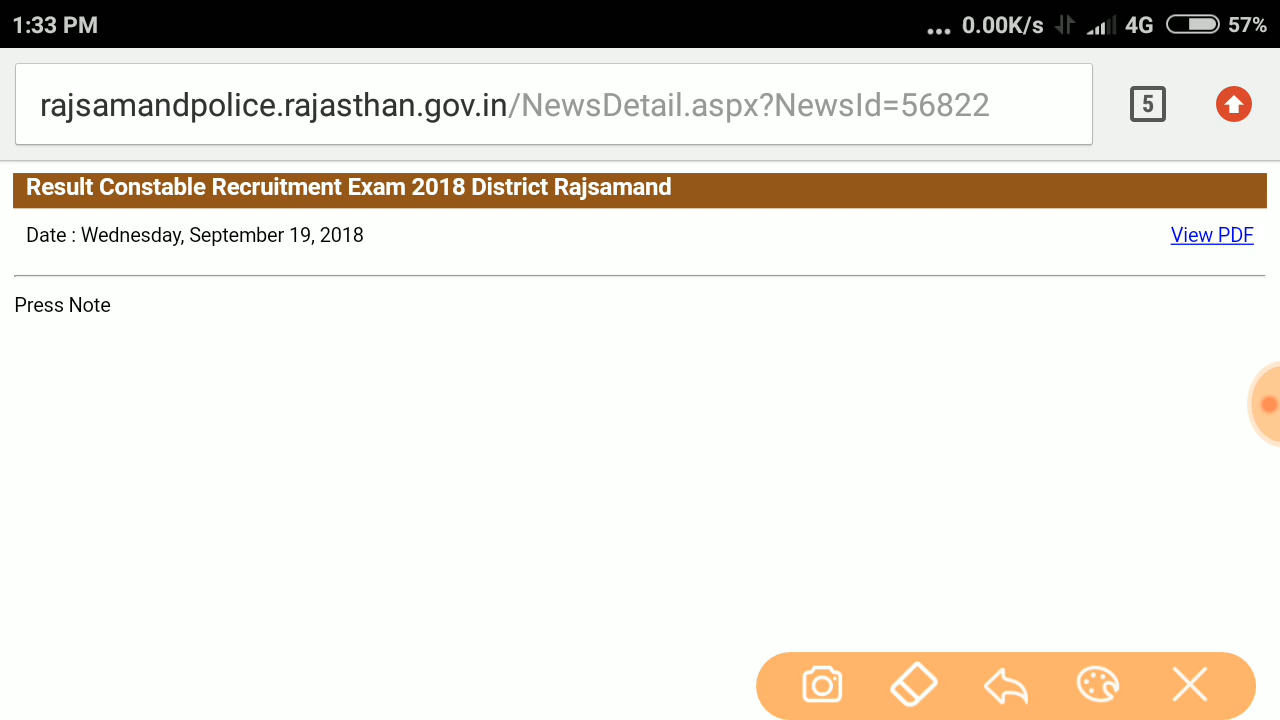 1:33 PM ... 0.00K/s 4G 57%
rajsamandpolice.rajasthan.gov.in/NewsDetail.aspx?NewsId=56822 5
Result Constable Recruitment Exam 2018 District Rajsamand
Date : Wednesday, September 19, 2018 View PDF
Press Note